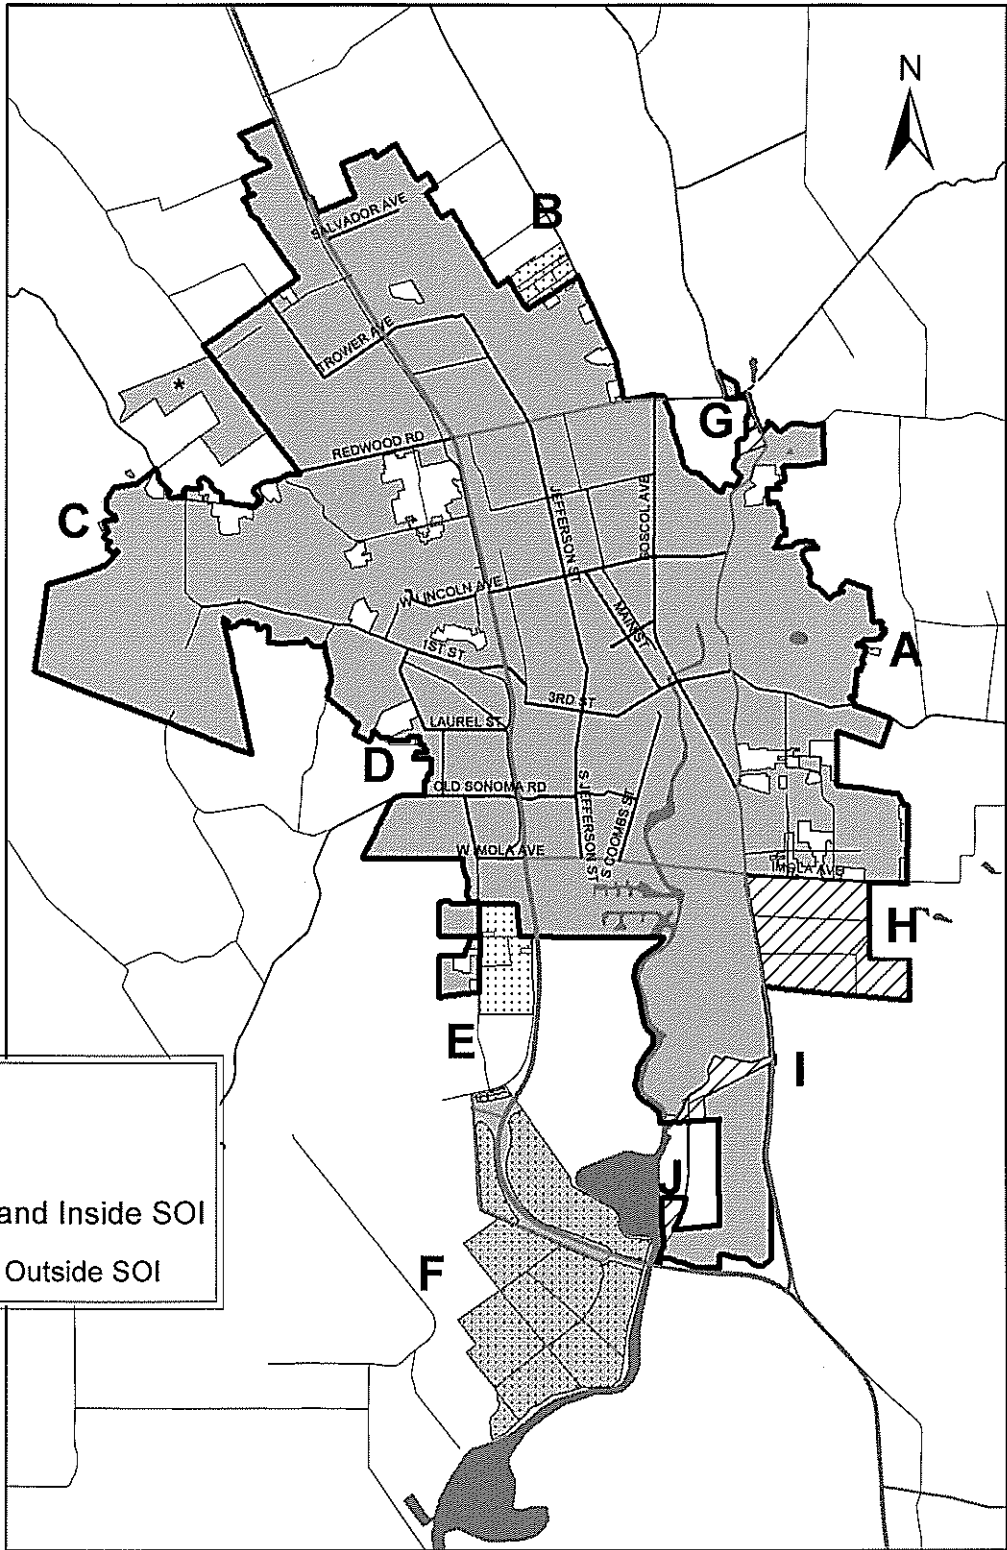 N
B
SALVADOR AVE
TROWER AVE
*
G
REDWOOD RD
C
JEFFERSON ST
SOSCOL AVE
W LINCOLN AVE
MAIN ST
1ST ST
A
3RD ST
LAUREL ST
D
OLD SONOMA RD
S JEFFERSON ST
S COOMBS ST
W IMOLA AVE
IMOLA AVE
H
E
I
J
and Inside SOI
Outside SOI
F